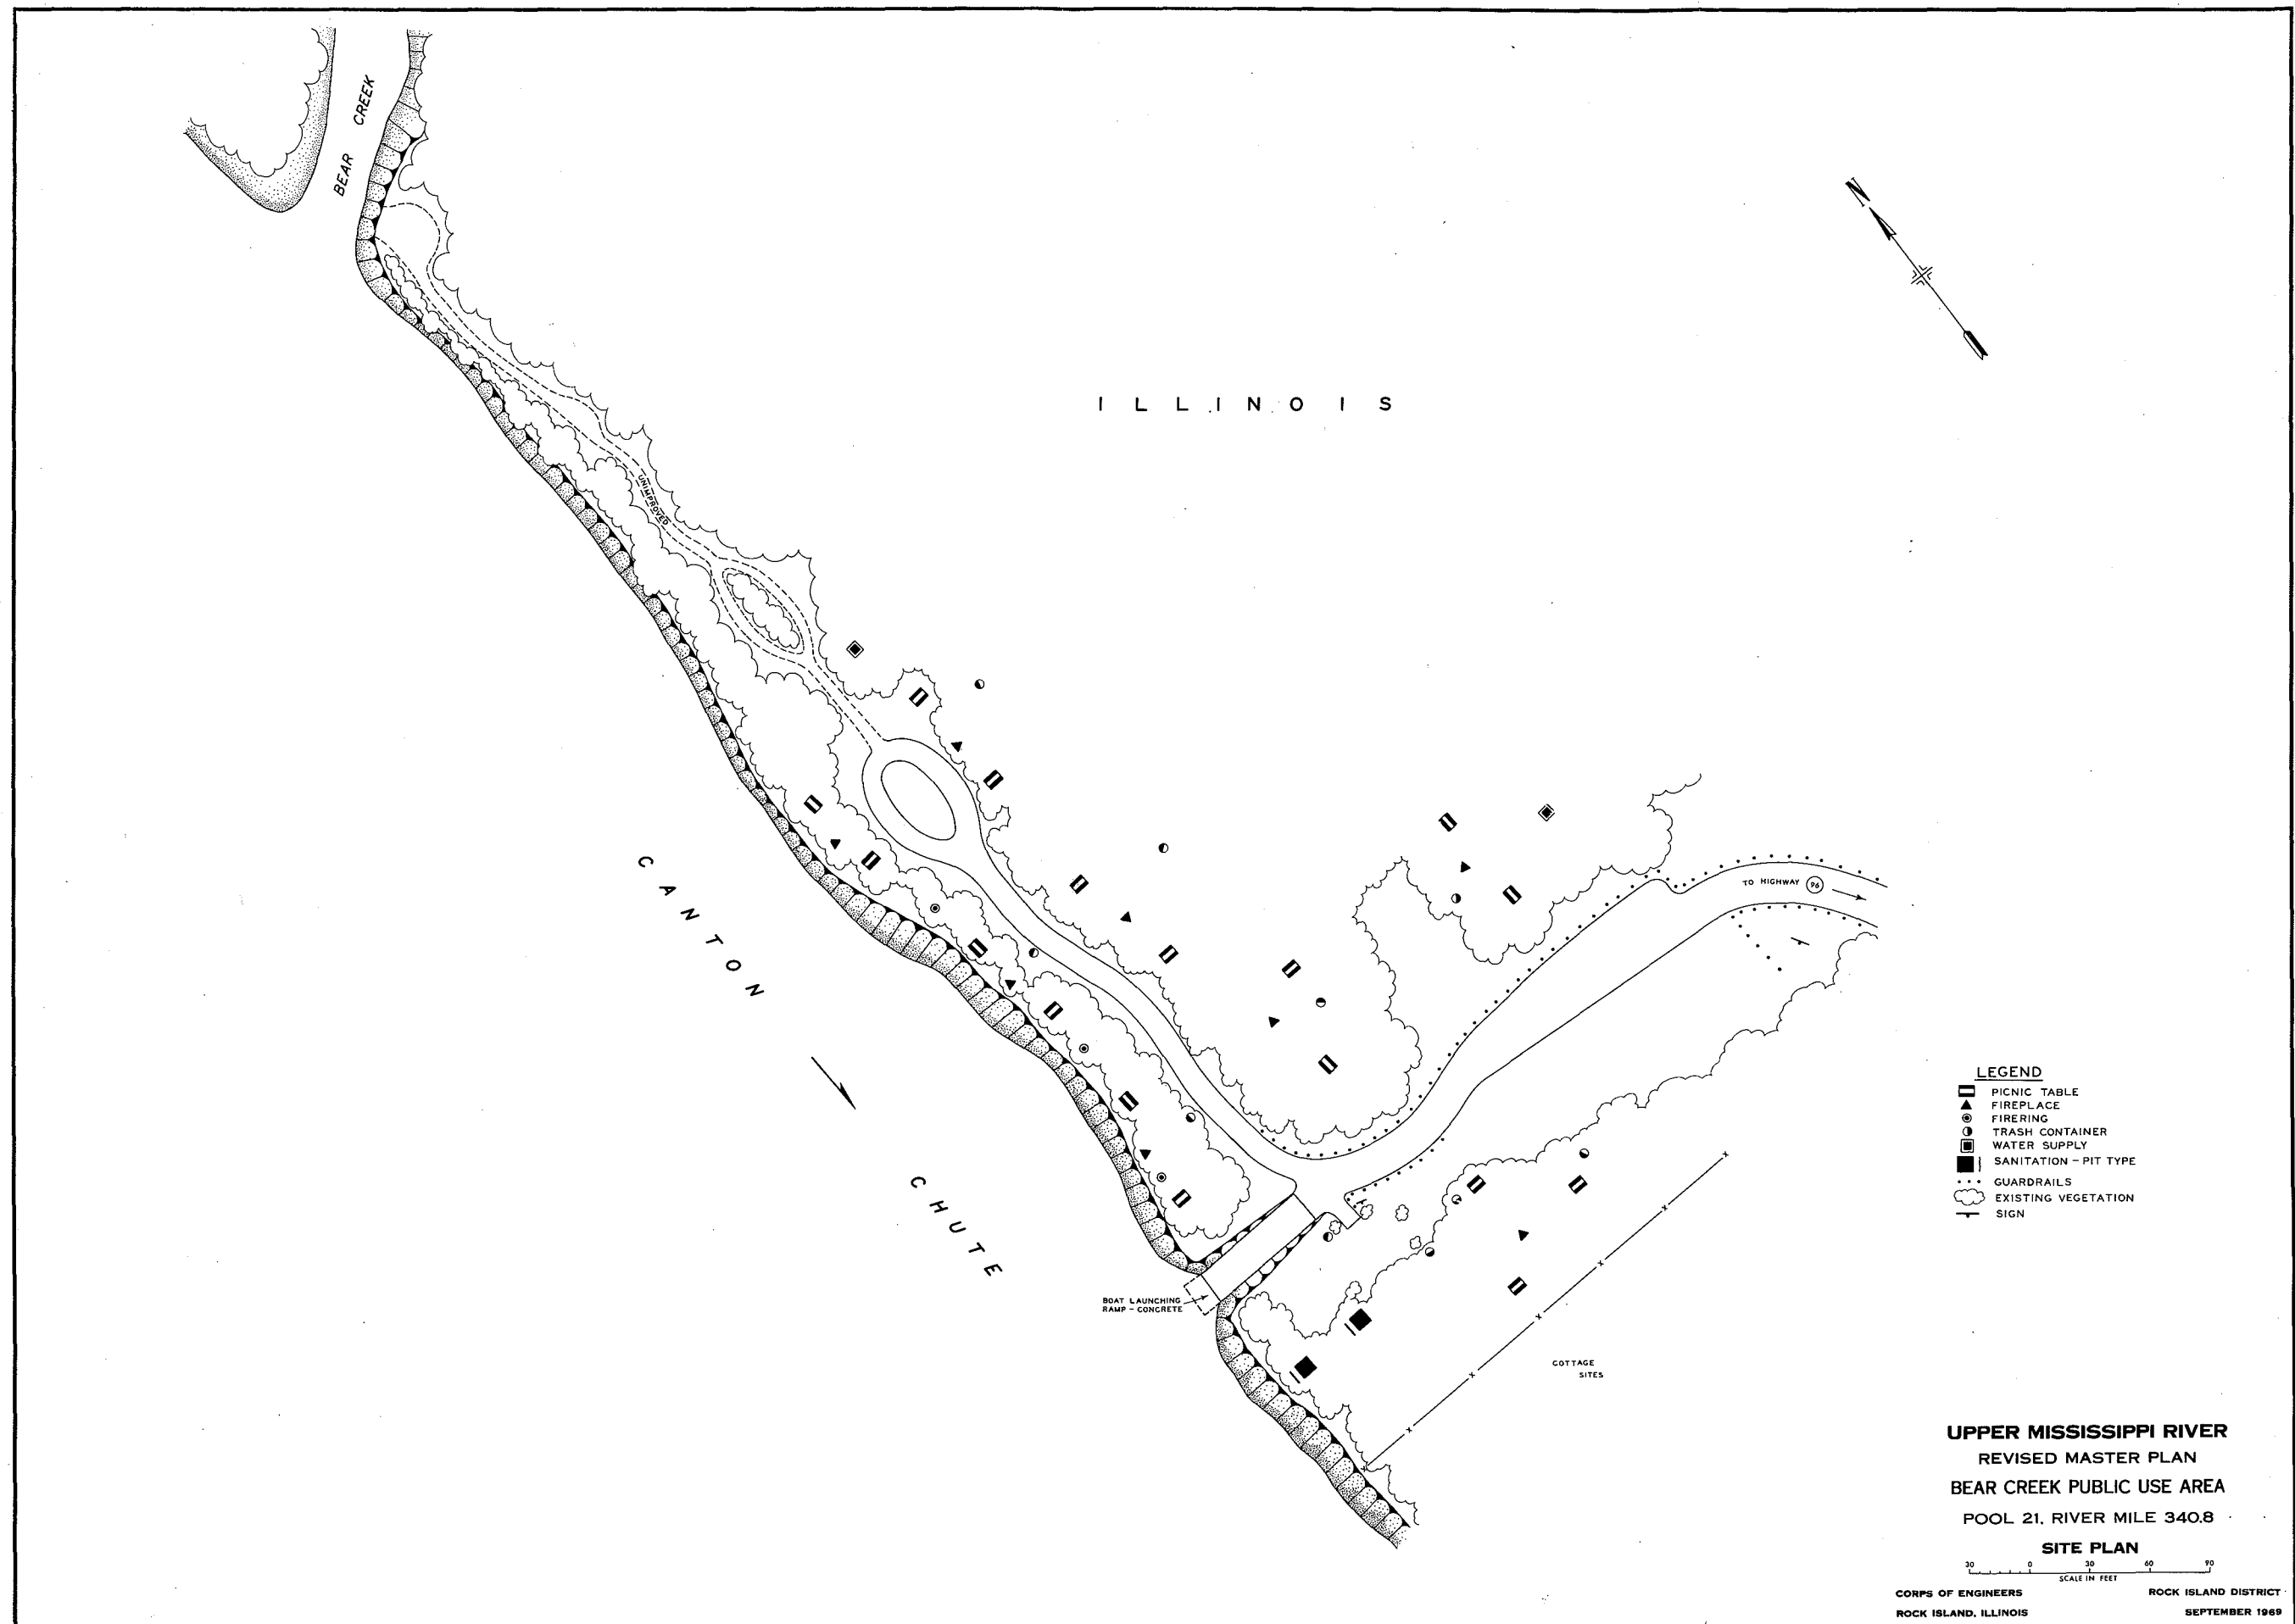 BEAR CREEK
N
ILLINOIS
UNIMPROVED
CANTON
CHUTE
TO HIGHWAY 96
BOAT LAUNCHING
RAMP - CONCRETE
COTTAGE
SITES
LEGEND
PICNIC TABLE
FIREPLACE
FIRERING
TRASH CONTAINER
WATER SUPPLY
SANITATION - PIT TYPE
GUARDRAILS
EXISTING VEGETATION
SIGN
UPPER MISSISSIPPI RIVER
REVISED MASTER PLAN
BEAR CREEK PUBLIC USE AREA
POOL 21, RIVER MILE 340.8
SITE PLAN
30 0 30 60 90
SCALE IN FEET
CORPS OF ENGINEERS ROCK ISLAND DISTRICT
ROCK ISLAND, ILLINOIS SEPTEMBER 1969